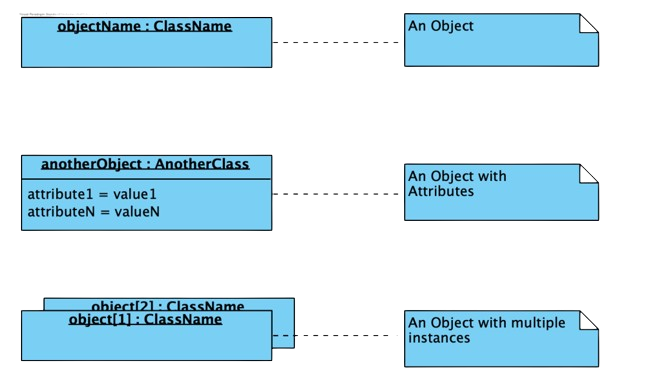 objectName : ClassName
An Object
anotherObject : AnotherClass
attribute1 = value1
attributeN = valueN
An Object with
Attributes
object[2] : ClassName
object[1] : ClassName
An Object with multiple
instances